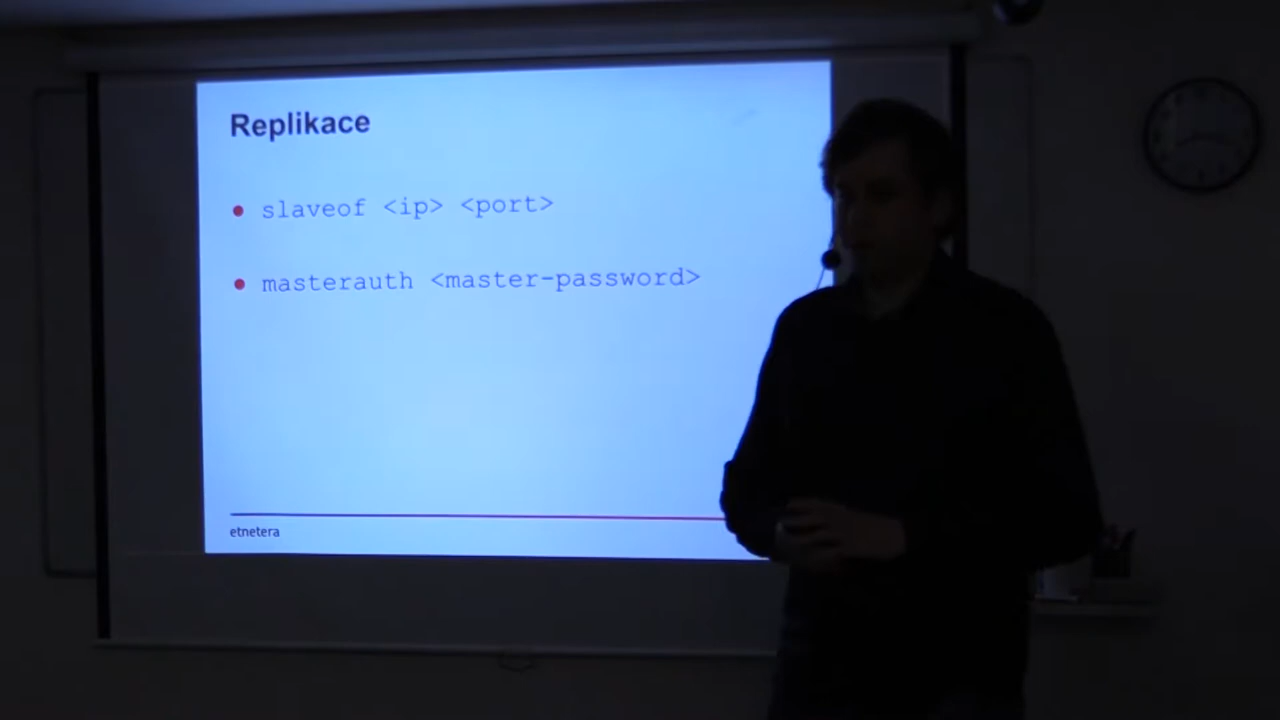 Replikace
slaveof <ip> <port>
masterauth <master-password>
etnetera